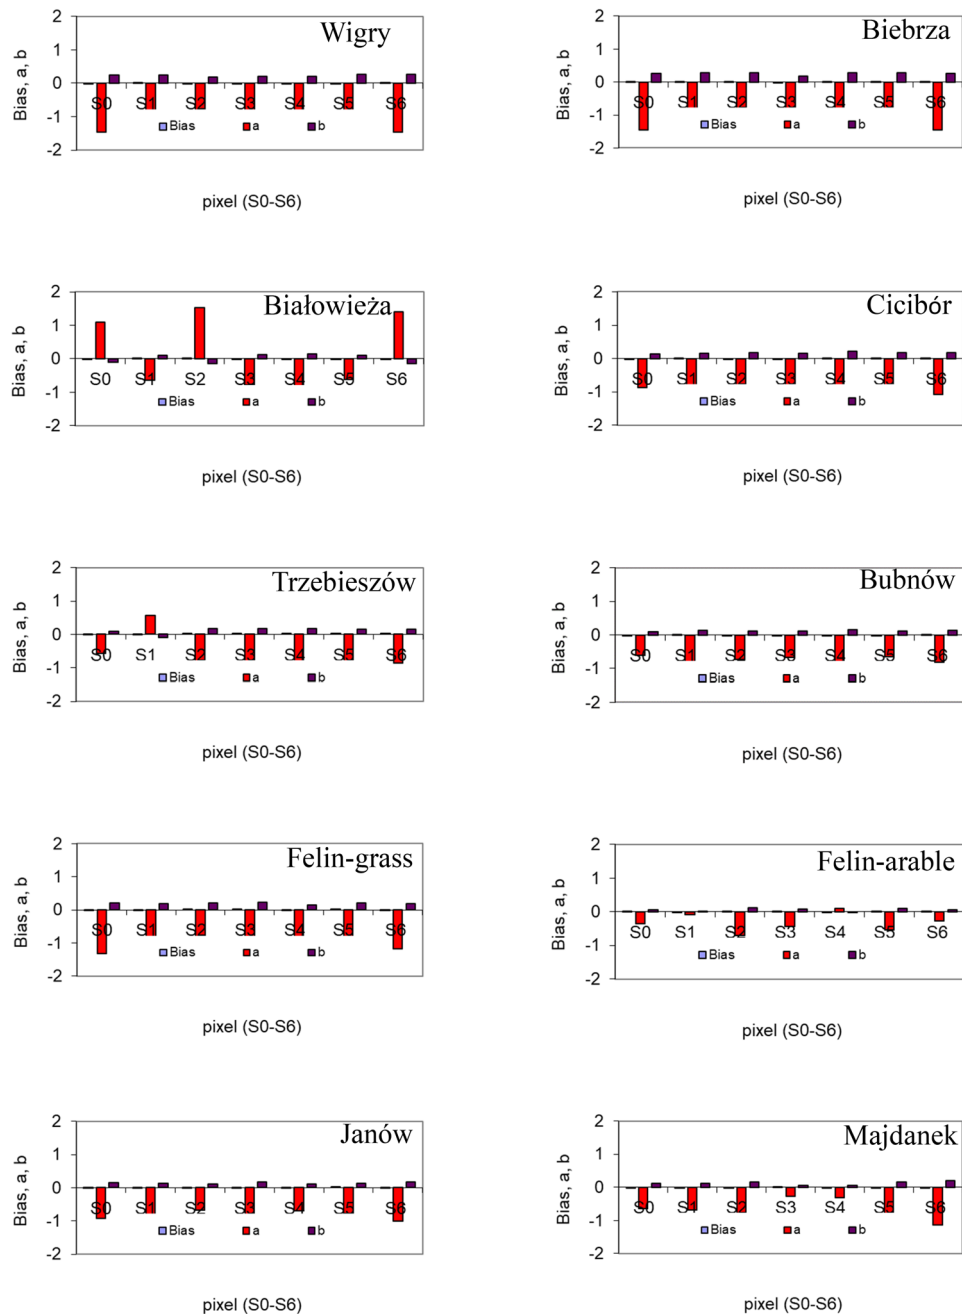 Wigry
Bias, a, b
2
1
0
-1
-2
S0 S1 S2 S3 S4 S5 S6
Bias a b
pixel (S0-S6)
Biebrza
Bias, a, b
2
1
0
-1
-2
S0 S1 S2 S3 S4 S5 S6
Bias a b
pixel (S0-S6)
Białowieża
Bias, a, b
2
1
0
-1
-2
S0 S1 S2 S3 S4 S5 S6
Bias a b
pixel (S0-S6)
Cicibór
Bias, a, b
2
1
0
-1
-2
S0 S1 S2 S3 S4 S5 S6
Bias a b
pixel (S0-S6)
Trzebieszów
Bias, a, b
2
1
0
-1
-2
S0 S1 S2 S3 S4 S5 S6
Bias a b
pixel (S0-S6)
Bubnów
Bias, a, b
2
1
0
-1
-2
S0 S1 S2 S3 S4 S5 S6
Bias a b
pixel (S0-S6)
Felin-grass
Bias, a, b
2
1
0
-1
-2
S0 S1 S2 S3 S4 S5 S6
Bias a b
pixel (S0-S6)
Felin-arable
Bias, a, b
2
1
0
-1
-2
S0 S1 S2 S3 S4 S5 S6
Bias a b
pixel (S0-S6)
Janów
Bias, a, b
2
1
0
-1
-2
S0 S1 S2 S3 S4 S5 S6
Bias a b
pixel (S0-S6)
Majdanek
Bias, a, b
2
1
0
-1
-2
S0 S1 S2 S3 S4 S5 S6
Bias a b
pixel (S0-S6)